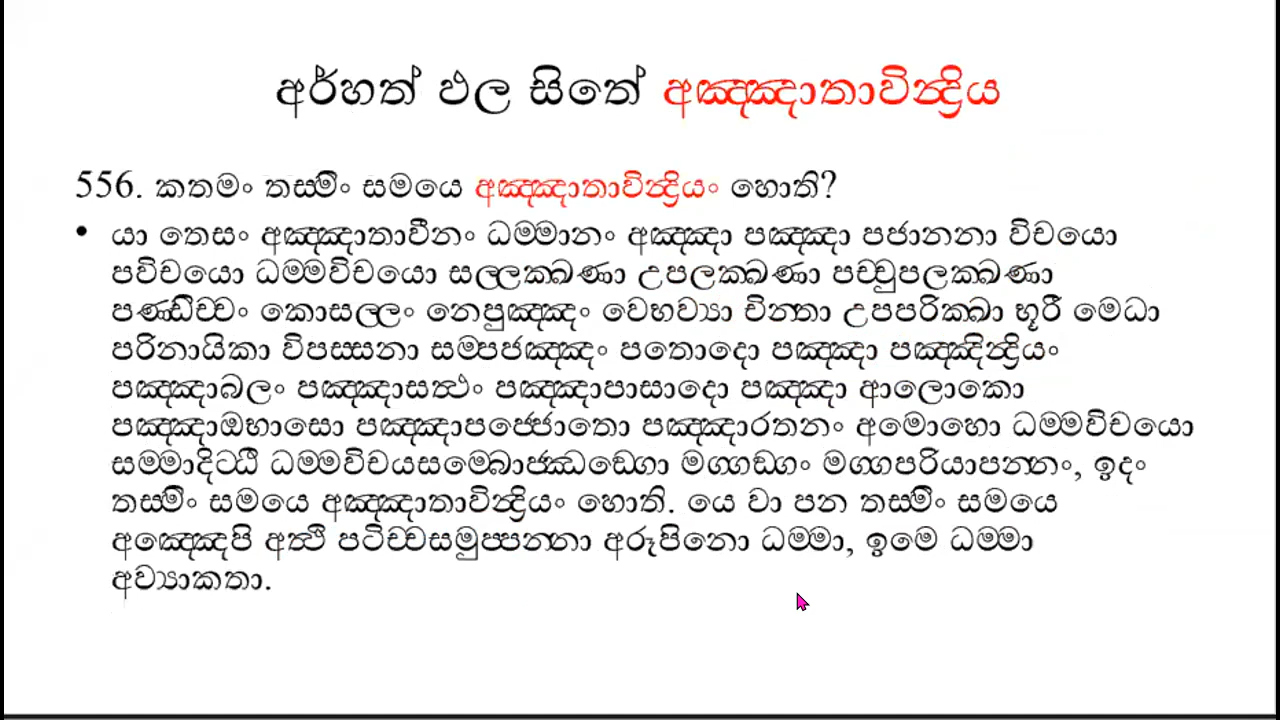 අර්හත් ඵල සිතේ අඤ්ඤාතාවින්ද්‍රිය
556. කතමං තස්මිං සමයෙ අඤ්ඤාතාවින්ද්‍රියං හොති?
• යා තෙසං අඤ්ඤාතාවීනං ධම්මානං අඤ්ඤා පඤ්ඤා පජානනා විචයො
පවිචයො ධම්මවිචයො සල්ලක්ඛණා උපලක්ඛණා පච්චුපලක්ඛණා
පණ්ඩිච්චං කොසල්ලං නෙපුඤ්ඤං වෙභව්‍යා චින්තා උපපරික්ඛා භූරී මෙධා
පරිනායිකා විපස්සනා සම්පජඤ්ඤං පතොදො පඤ්ඤා පඤ්ඤින්ද්‍රියං
පඤ්ඤාබලං පඤ්ඤාසත්ථං පඤ්ඤාපාසාදො පඤ්ඤා ආලොකො
පඤ්ඤාඔභාසො පඤ්ඤාපජ්ජොතො පඤ්ඤාරතනං අමොහො ධම්මවිචයො
සම්මාදිට්ඨි ධම්මවිචයසම්බොජ්ඣඞ්ගො මග්ගඞ්ගං මග්ගපරියාපන්නං, ඉදං
තස්මිං සමයෙ අඤ්ඤාතාවින්ද්‍රියං හොති. යෙ වා පන තස්මිං සමයෙ
අඤ්ඤෙපි අත්ථි පටිච්චසමුප්පන්නා අරූපිනො ධම්මා, ඉමෙ ධම්මා
අව්‍යාකතා.